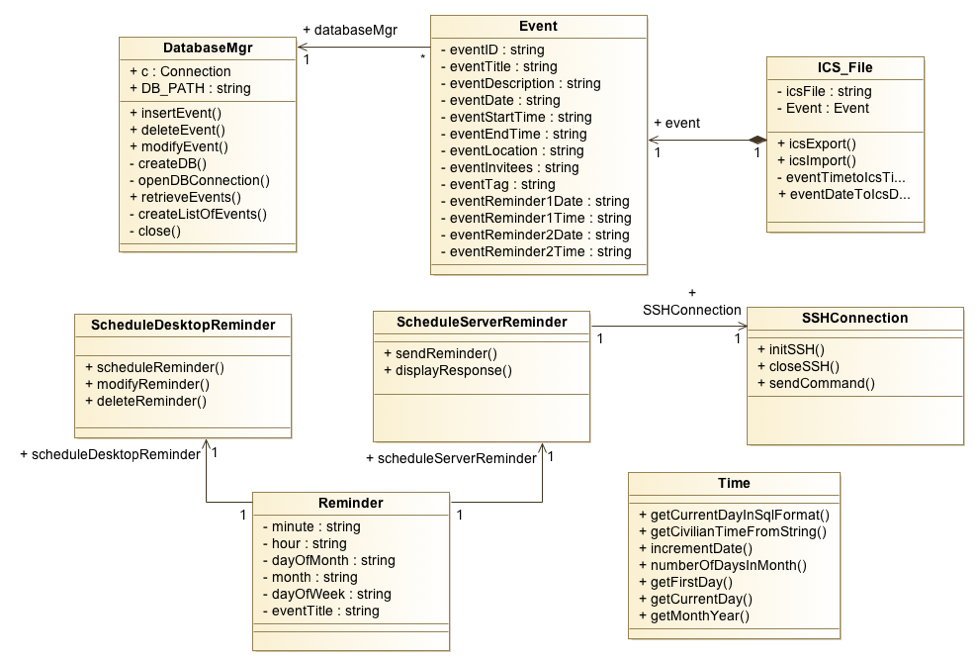 DatabaseMgr
+ c : Connection
+ DB_PATH : string
+ insertEvent()
+ deleteEvent()
+ modifyEvent()
- createDB()
- openDBConnection()
+ retrieveEvents()
- createListOfEvents()
- close()
+ databaseMgr
1
*
Event
- eventID : string
- eventTitle : string
- eventDescription : string
- eventDate : string
- eventStartTime : string
- eventEndTime : string
- eventLocation : string
- eventInvitees : string
- eventTag : string
- eventReminder1Date : string
- eventReminder1Time : string
- eventReminder2Date : string
- eventReminder2Time : string
+ event
1
1
ICS_File
- icsFile : string
- Event : Event
+ icsExport()
+ icsImport()
- eventTimetoIcsTi...
+ eventDateToIcsD...
ScheduleDesktopReminder
+ scheduleReminder()
+ modifyReminder()
+ deleteReminder()
ScheduleServerReminder
+ sendReminder()
+ displayResponse()
+
SSHConnection
1
1
SSHConnection
+ initSSH()
+ closeSSH()
+ sendCommand()
+ scheduleDesktopReminder
1
+ scheduleServerReminder
1
1
1
Reminder
- minute : string
- hour : string
- dayOfMonth : string
- month : string
- dayOfWeek : string
- eventTitle : string
Time
+ getCurrentDayInSqlFormat()
+ getCivilianTimeFromString()
+ incrementDate()
+ numberOfDaysInMonth()
+ getFirstDay()
+ getCurrentDay()
+ getMonthYear()